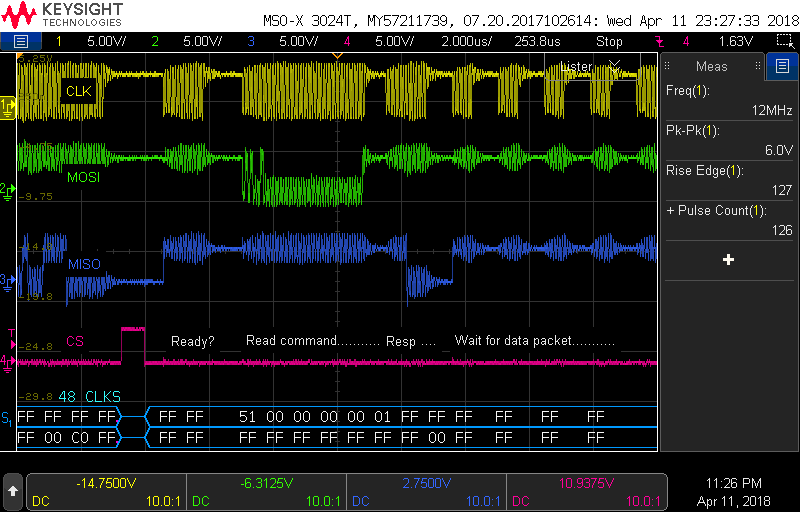 KEYSIGHT
TECHNOLOGIES
MSO-X 3024T, MY57211739, 07.20.2017102614: Wed Apr 11 23:27:33 2018
1 5.00V/ 2 5.00V/ 3 5.00V/ 4 5.00V/ 2.000us/ 253.8us Stop 4 1.63V
Meas
Lister
CLK
Freq(1):
12MHz
Pk-Pk(1):
6.0V
MOSI
Rise Edge(1):
127
-9.75
+ Pulse Count(1):
126
MISO
-19.8
CS Ready? Read command........... Resp .... Wait for data packet...........
-24.8
-29.8
48 CLKS
S1 FF FF FF FF FF FF 51 00 00 00 00 01 FF FF FF FF FF FF
FF 00 C0 FF FF FF FF FF FF FF FF FF FF 00 FF FF FF FF
-14.7500V -6.3125V 2.7500V 10.9375V
DC 10.0:1 DC 10.0:1 DC 10.0:1 DC 10.0:1
11:26 PM
Apr 11, 2018